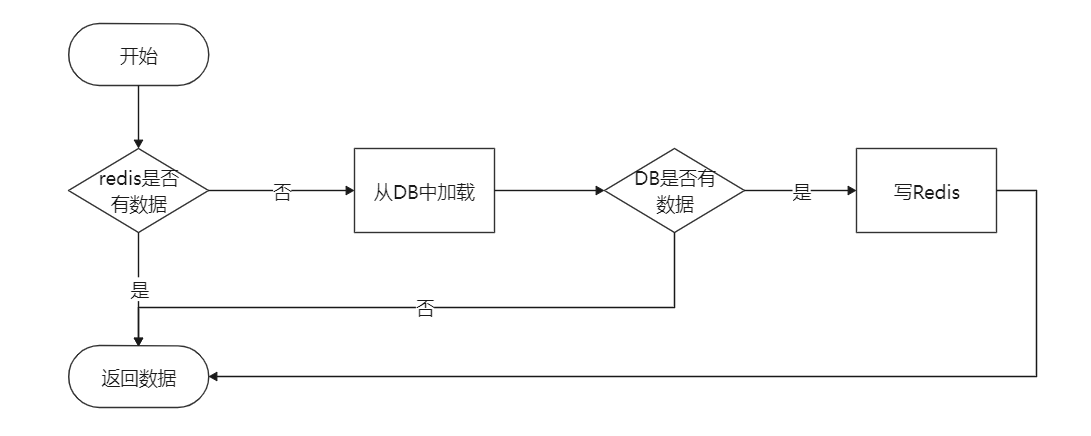 开始
redis是否
有数据
否
从DB中加载
DB是否有
数据
是
写Redis
是
否
返回数据